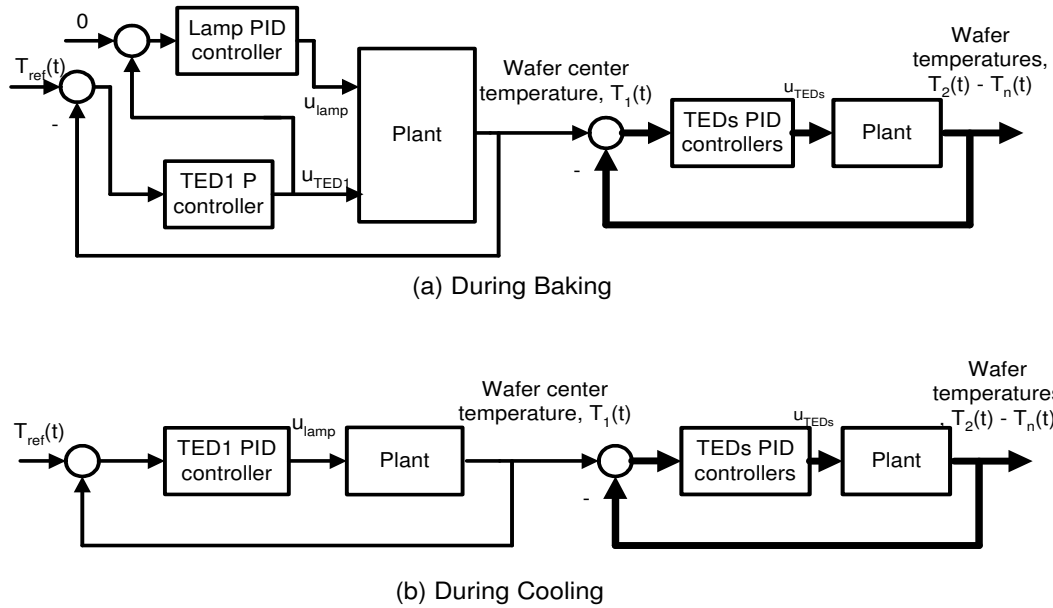 0
Lamp PID
controller
T_ref(t)
-
u_lamp
Plant
TED1 P
controller
u_TED1
Wafer center
temperature, T_1(t)
-
TEDs PID
controllers
u_TEDs
Plant
Wafer
temperatures,
T_2(t) - T_n(t)
(a) During Baking
T_ref(t)
TED1 PID
controller
u_lamp
Plant
Wafer center
temperature, T_1(t)
-
TEDs PID
controllers
u_TEDs
Plant
Wafer
temperatures
, T_2(t) - T_n(t)
(b) During Cooling